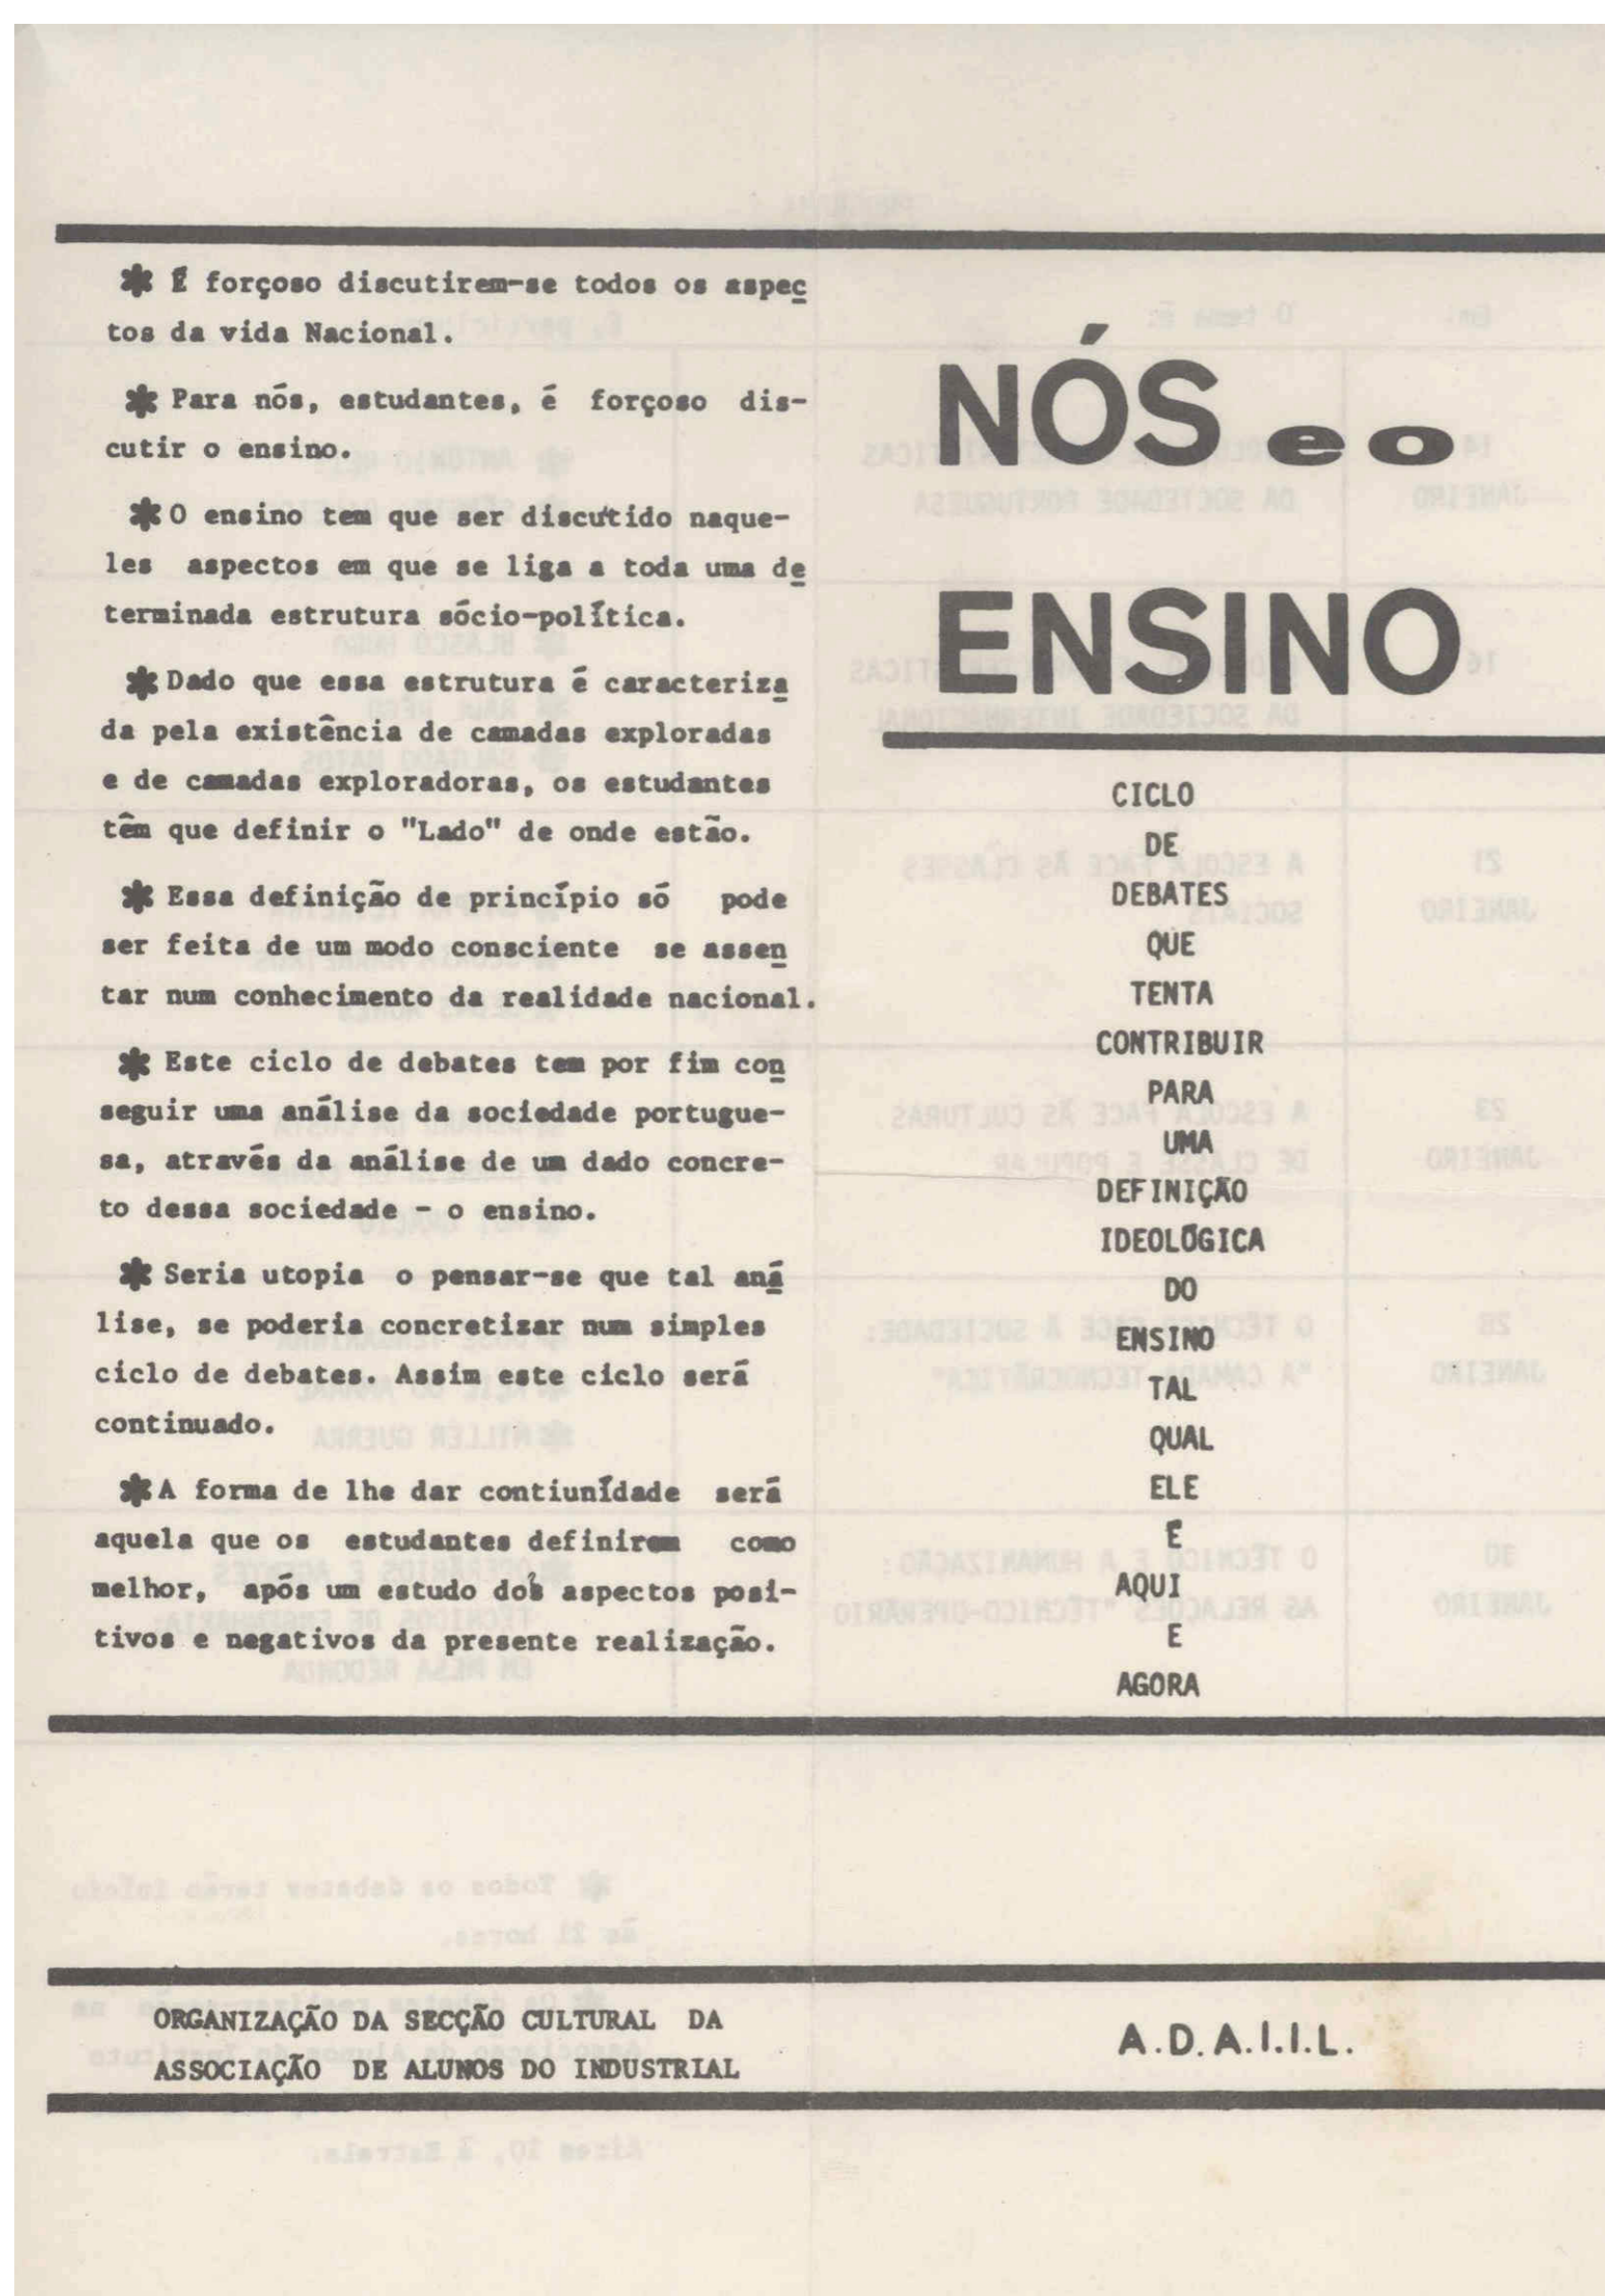 ✽ É forçoso discutirem-se todos os aspec
tos da vida Nacional.
✽ Para nós, estudantes, é forçoso dis-
cutir o ensino.
✽ O ensino tem que ser discutido naque-
les aspectos em que se liga a toda uma de
terminada estrutura sócio-política.
✽ Dado que essa estrutura é caracteriza
da pela existência de camadas exploradas
e de camadas exploradoras, os estudantes
têm que definir o "Lado" de onde estão.
✽ Essa definição de princípio só pode
ser feita de um modo consciente se assen
tar num conhecimento da realidade nacional.
✽ Este ciclo de debates tem por fim con
seguir uma análise da sociedade portugue-
sa, através da análise de um dado concre-
to dessa sociedade - o ensino.
✽ Seria utopia o pensar-se que tal aná
lise, se poderia concretizar num simples
ciclo de debates. Assim este ciclo será
continuado.
✽ A forma de lhe dar contiunídade será
aquela que os estudantes definirem como
melhor, após um estudo dos aspectos posi-
tivos e negativos da presente realização.
NÓS e o
ENSINO
CICLO
DE
DEBATES
QUE
TENTA
CONTRIBUIR
PARA
UMA
DEFINIÇÃO
IDEOLÓGICA
DO
ENSINO
TAL
QUAL
ELE
É
AQUI
E
AGORA
ORGANIZAÇÃO DA SECÇÃO CULTURAL DA
ASSOCIAÇÃO DE ALUNOS DO INDUSTRIAL
A.D.A.I.I.L.